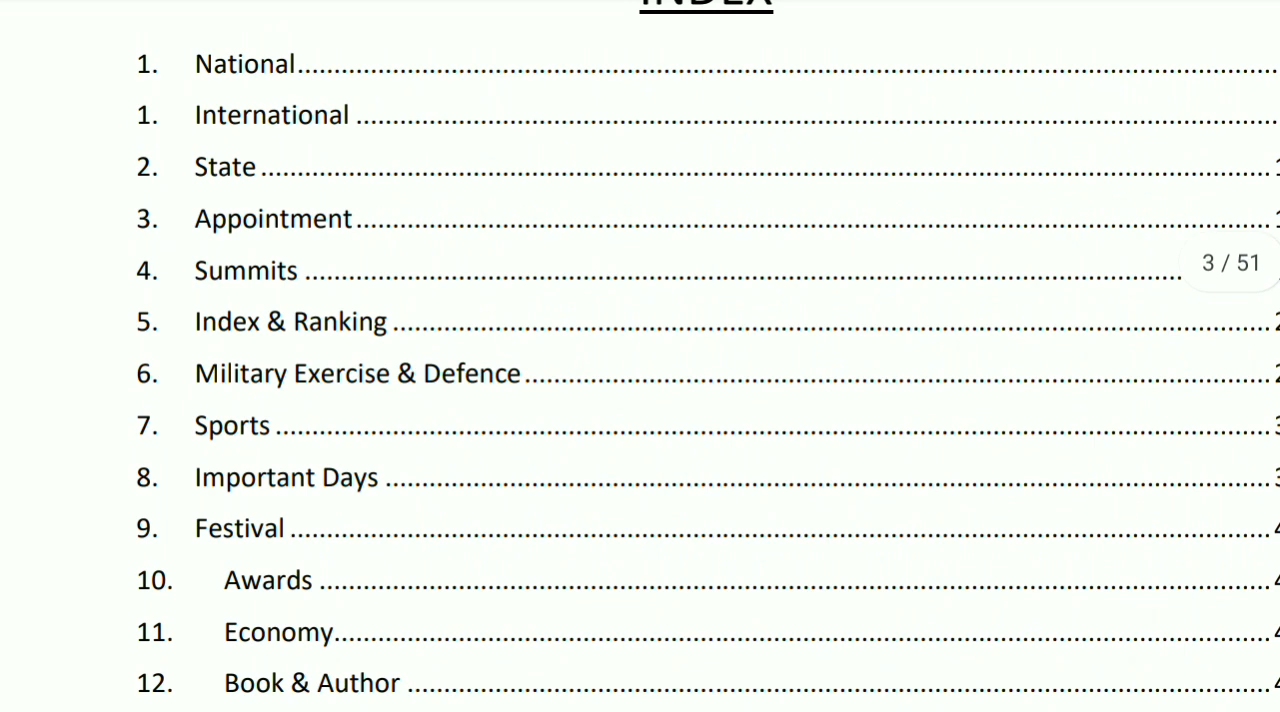 INDEX
1. National...........................................................................................................................
1. International ...................................................................................................................
2. State................................................................................................................................
3. Appointment...................................................................................................................
4. Summits ..........................................................................................................
3 / 51
5. Index & Ranking ..............................................................................................................
6. Military Exercise & Defence............................................................................................
7. Sports ..............................................................................................................................
8. Important Days ...............................................................................................................
9. Festival ............................................................................................................................
10. Awards .........................................................................................................................
11. Economy.......................................................................................................................
12. Book & Author .............................................................................................................